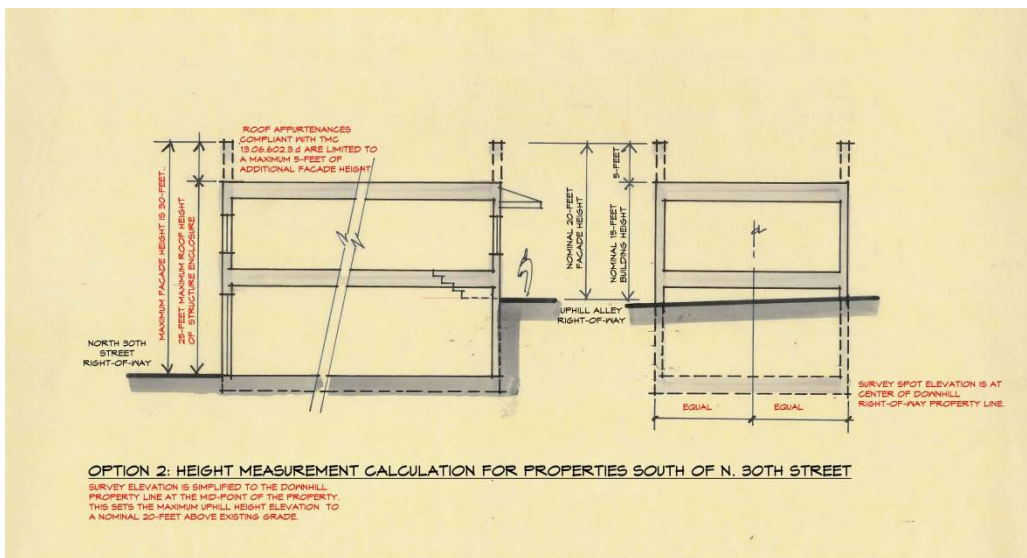 ROOF APPURTENANCES
COMPLIANT WITH TMC
13.06.602.3.d ARE LIMITED TO
A MAXIMUM 5-FEET OF
ADDITIONAL FACADE HEIGHT
MAXIMUM FACADE HEIGHT IS 30-FEET..
25-FEET MAXIMUM ROOF HEIGHT
OF STRUCTURE ENCLOSURE
NORTH 30TH
STREET
RIGHT-OF-WAY
NOMINAL 20-FEET
FACADE HEIGHT
5-FEET
NOMINAL 15-FEET
BUILDING HEIGHT
UPHILL ALLEY
RIGHT-OF-WAY
EQUAL
EQUAL
SURVEY SPOT ELEVATION IS AT
CENTER OF DOWNHILL
RIGHT-OF-WAY PROPERTY LINE.
OPTION 2: HEIGHT MEASUREMENT CALCULATION FOR PROPERTIES SOUTH OF N. 30TH STREET
SURVEY ELEVATION IS SIMPLIFIED TO THE DOWNHILL
PROPERTY LINE AT THE MID-POINT OF THE PROPERTY.
THIS SETS THE MAXIMUM UPHILL HEIGHT ELEVATION TO
A NOMINAL 20-FEET ABOVE EXISTING GRADE.